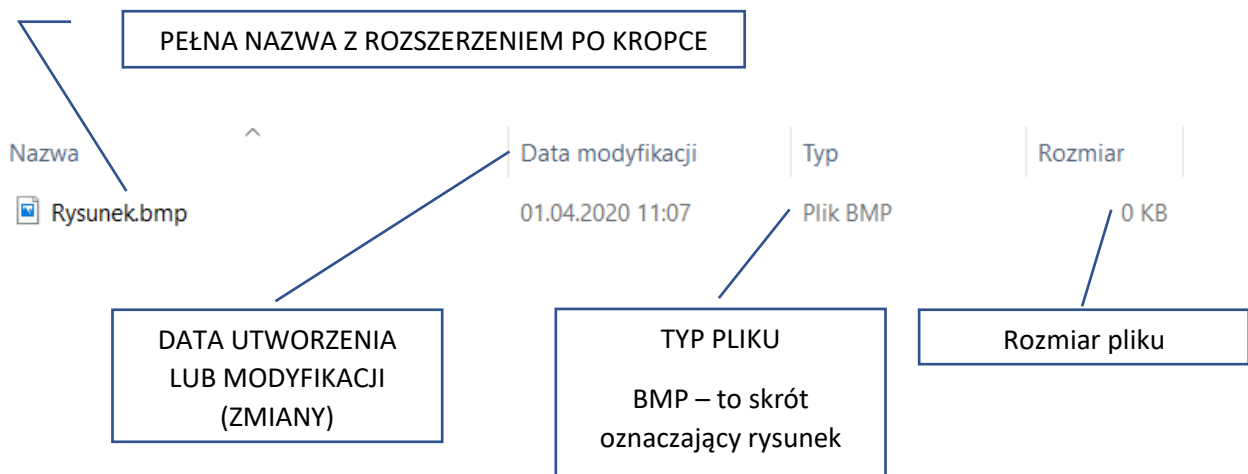 PEŁNA NAZWA Z ROZSZERZENIEM PO KROPCE
Nazwa Data modyfikacji Typ Rozmiar
Rysunek.bmp 01.04.2020 11:07 Plik BMP 0 KB
DATA UTWORZENIA
LUB MODYFIKACJI
(ZMIANY)
TYP PLIKU
BMP – to skrót
oznaczający rysunek
Rozmiar pliku